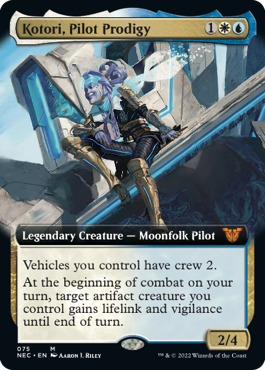 Kotori, Pilot Prodigy 1
Legendary Creature — Moonfolk Pilot
Vehicles you control have crew 2.
At the beginning of combat on your
turn, target artifact creature you
control gains lifelink and vigilance
until end of turn.
2/4
075 M
NEC • EN AARON J. RILEY ™ & © 2022 Wizards of the Coast